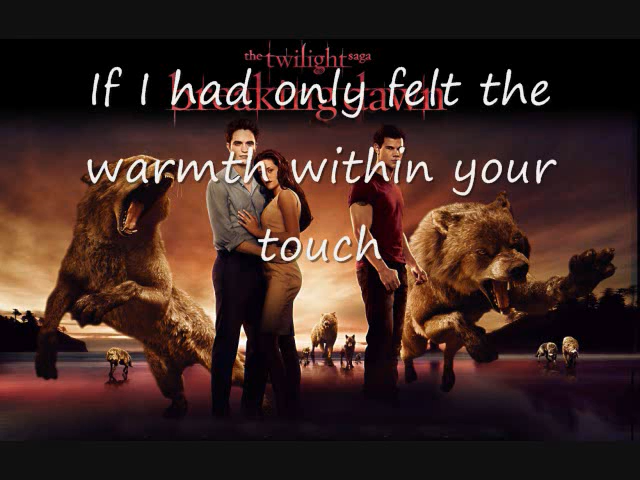 the twilight saga
breaking dawn
If I had only felt the
warmth within your
touch